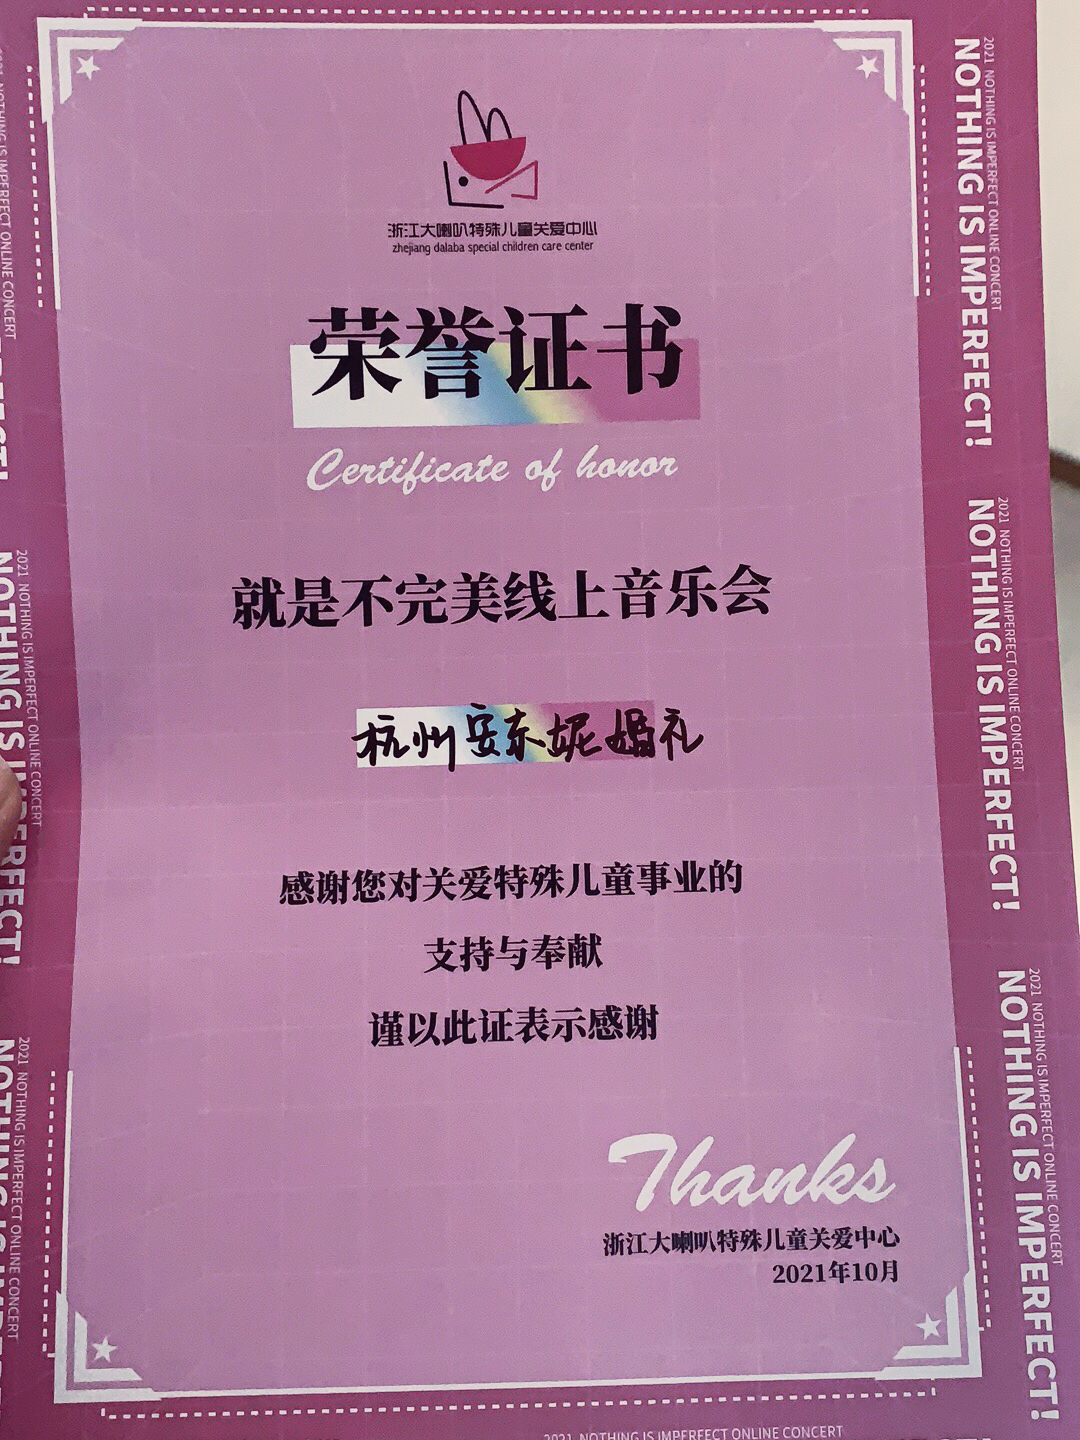 浙江大喇叭特殊儿童关爱中心
zhejiang dalaba special children care center
荣誉证书
Certificate of honor
就是不完美线上音乐会
杭州安东妮婚礼
感谢您对关爱特殊儿童事业的
支持与奉献
谨以此证表示感谢
Thanks
浙江大喇叭特殊儿童关爱中心
2021年10月
2021 NOTHING IS IMPERFECT ONLINE CONCERT
NOTHING IS IMPERFECT!
2021 NOTHING IS IMPERFECT ONLINE CONCERT
NOTHING IS IMPERFECT!
2021 NOTHING IS IMPERFECT ONLINE CONCERT
NOTHING IS IMPERFECT!
NOTHING IS IMPERFECT ONLINE CONCERT
2021 NOTHING IS IMPERFECT ONLINE CONCERT
NOTHING IS IMPERFECT!
2021 NOTHING IS IMPERFECT ONLINE CONCERT
2021 NOTHING IS IMPERFECT ONLINE CONCERT